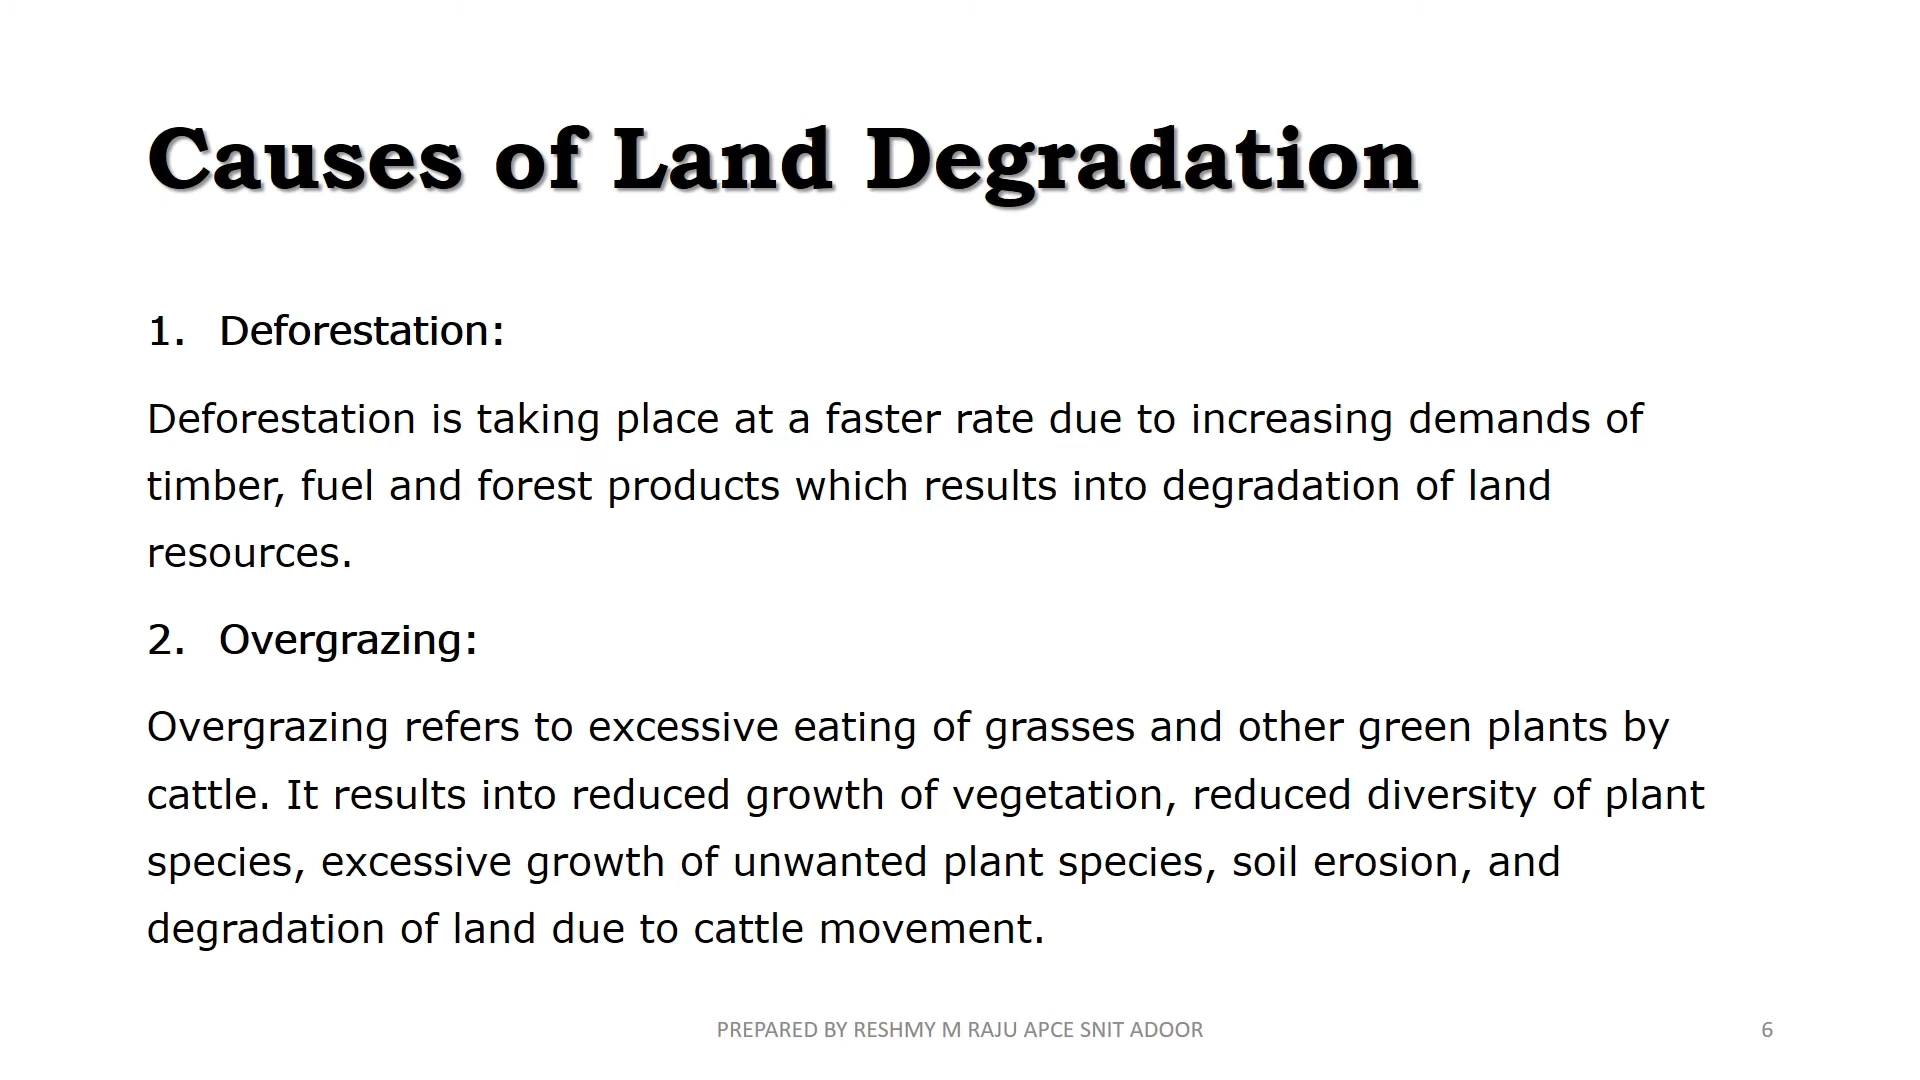 Causes of Land Degradation
1. Deforestation:
Deforestation is taking place at a faster rate due to increasing demands of
timber, fuel and forest products which results into degradation of land
resources.
2. Overgrazing:
Overgrazing refers to excessive eating of grasses and other green plants by
cattle. It results into reduced growth of vegetation, reduced diversity of plant
species, excessive growth of unwanted plant species, soil erosion, and
degradation of land due to cattle movement.
PREPARED BY RESHMY M RAJU APCE SNIT ADOOR
6